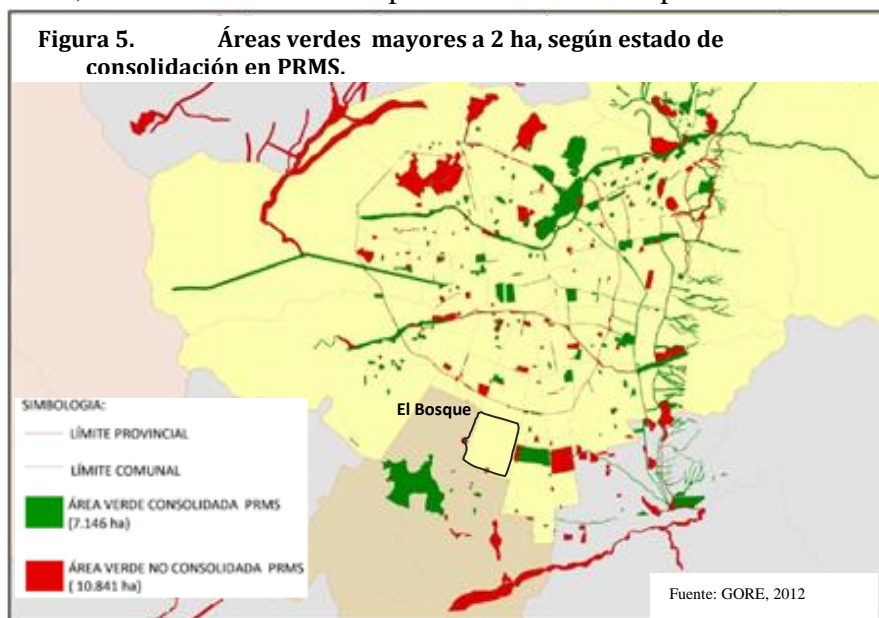 Figura 5. Áreas verdes mayores a 2 ha, según estado de
consolidación en PRMS.
El Bosque
SIMBOLOGIA:
LÍMITE PROVINCIAL
LÍMITE COMUNAL
ÁREA VERDE CONSOLIDADA PRMS
(7.146 ha)
ÁREA VERDE NO CONSOLIDADA PRMS
( 10.841 ha)
Fuente: GORE, 2012